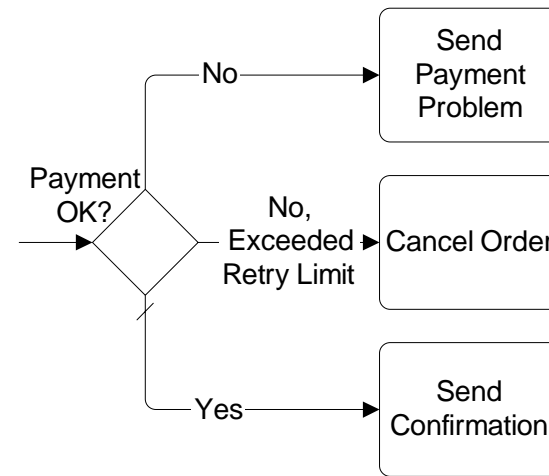 Send
Payment
Problem
No
Payment
OK?
No,
Exceeded
Retry Limit
Cancel Order
Yes
Send
Confirmation